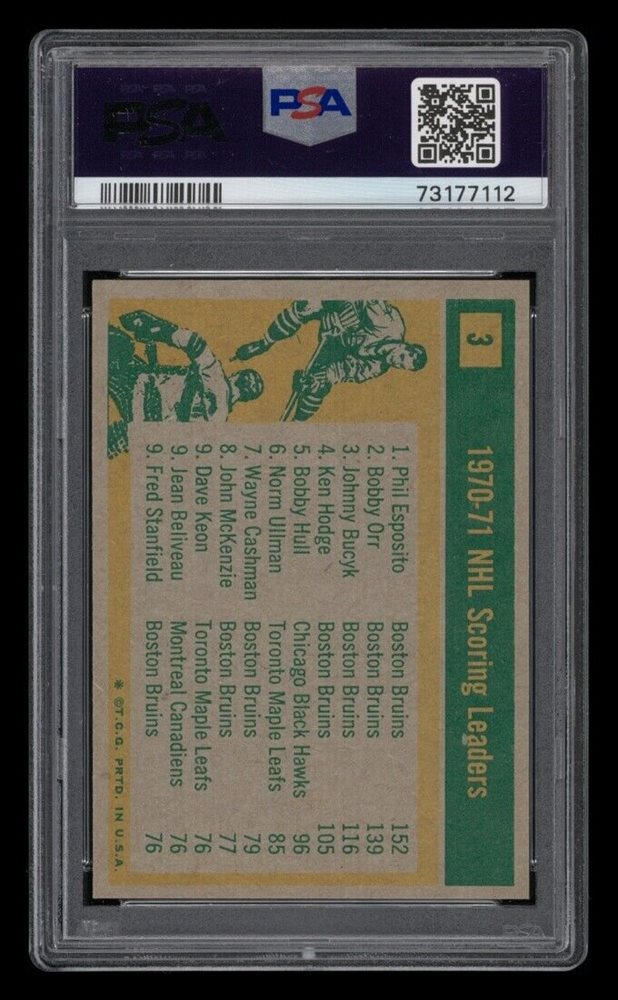 PSA
PSA
73177112
3
1970-71 NHL Scoring Leaders
1. Phil Esposito Boston Bruins 152
2. Bobby Orr Boston Bruins 139
3. Johnny Bucyk Boston Bruins 116
4. Ken Hodge Boston Bruins 105
5. Bobby Hull Chicago Black Hawks 96
6. Norm Ullman Toronto Maple Leafs 85
7. Wayne Cashman Boston Bruins 79
8. John McKenzie Boston Bruins 77
9. Dave Keon Toronto Maple Leafs 76
9. Jean Beliveau Montreal Canadiens 76
9. Fred Stanfield Boston Bruins 76
* ©T.C.G. PRTD. IN U.S.A.
PSA